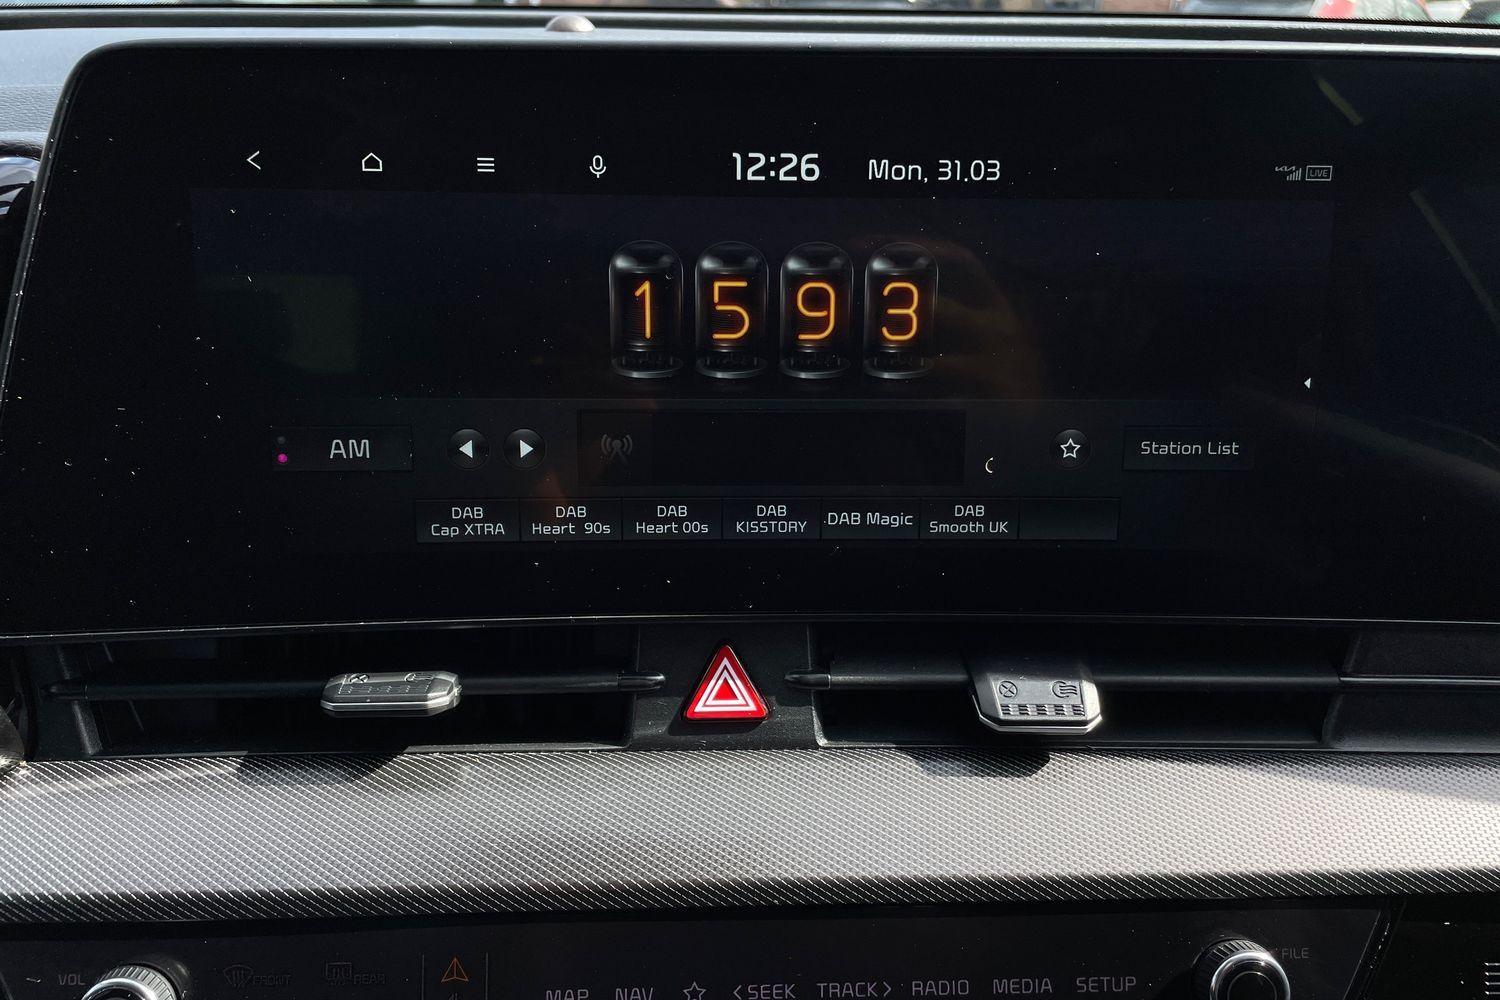 12:26 Mon, 31.03
LIVE
1593
AM
Station List
DAB
Cap XTRA
DAB
Heart 90s
DAB
Heart 00s
DAB
KISSTORY
DAB Magic
DAB
Smooth UK
VOL
FRONT
REAR
MAP NAV <SEEK TRACK> RADIO MEDIA SETUP
FILE